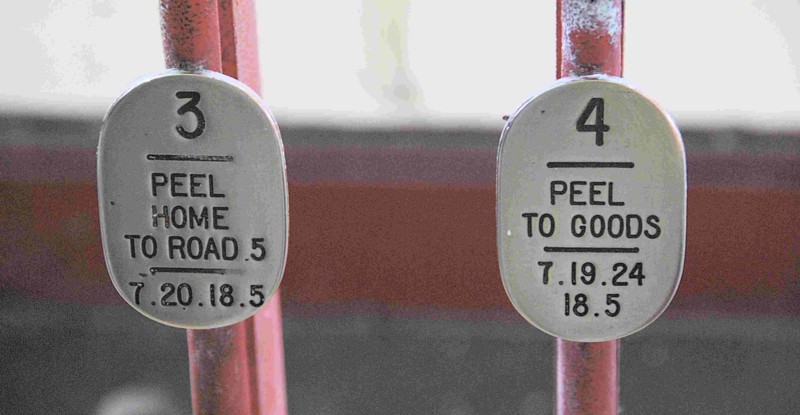 3
PEEL
HOME
TO ROAD 5
7.20.18.5
4
PEEL
TO GOODS
7.19.24
18.5